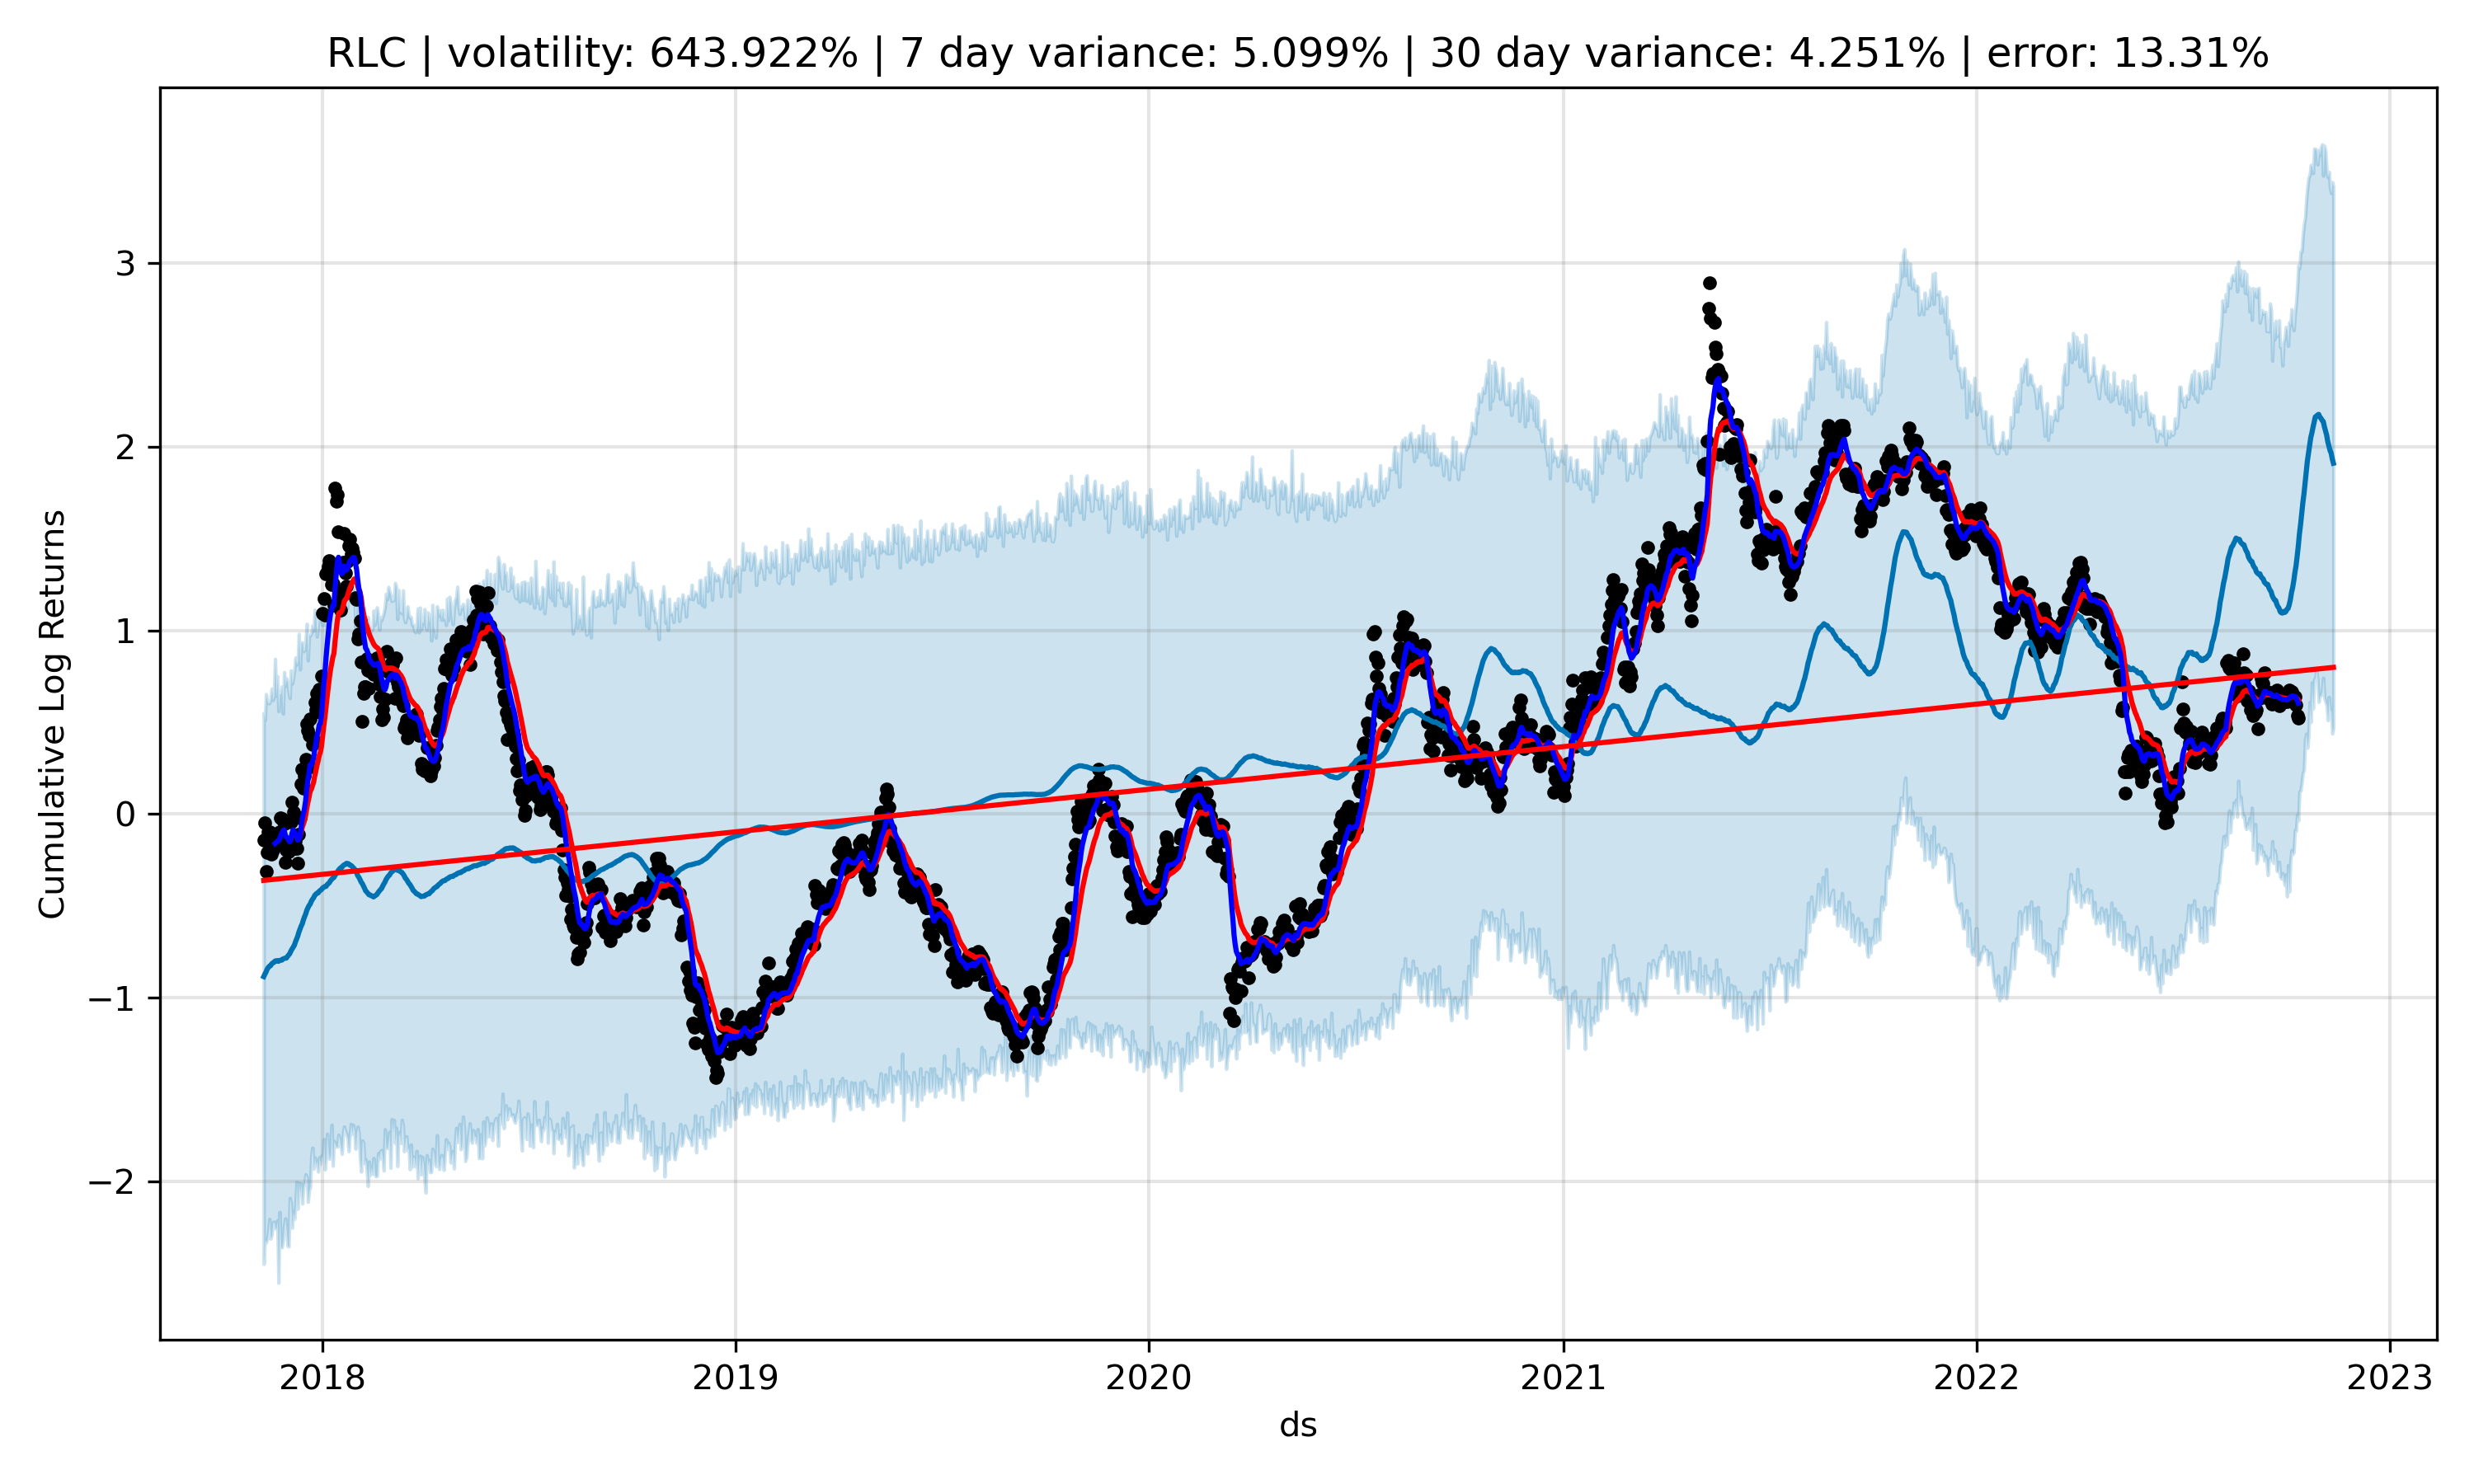 RLC | volatility: 643.922% | 7 day variance: 5.099% | 30 day variance: 4.251% | error: 13.31%
Cumulative Log Returns
3
2
1
0
−1
−2
2018 2019 2020 2021 2022 2023
ds